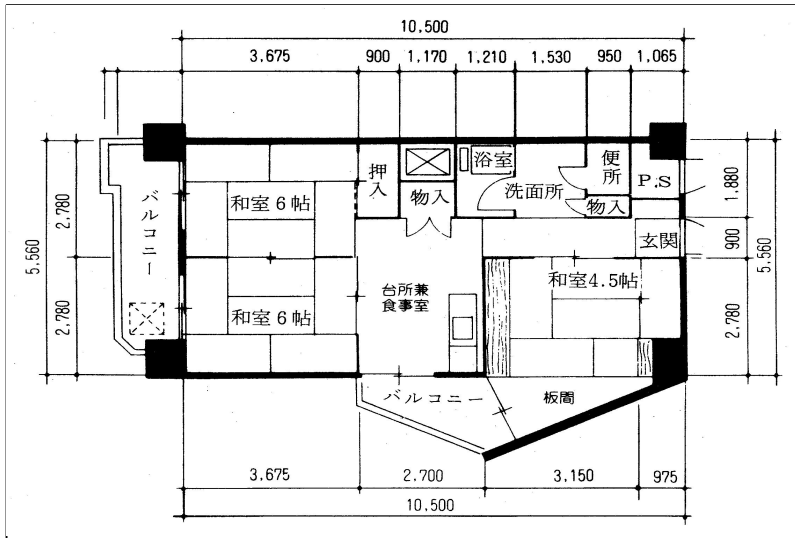 10,500
3.675 900 1,170 1,210 1,530 950 1,065
押入
浴室
便所
P.S
洗面所
物入
物入
玄関
和室6帖
バルコニー
和室6帖
台所兼
食事室
和室4.5帖
バルコニー
板間
5,560
2,780
2,780
1,880
900
2,780
5,560
3.675 2.700 3,150 975
10,500